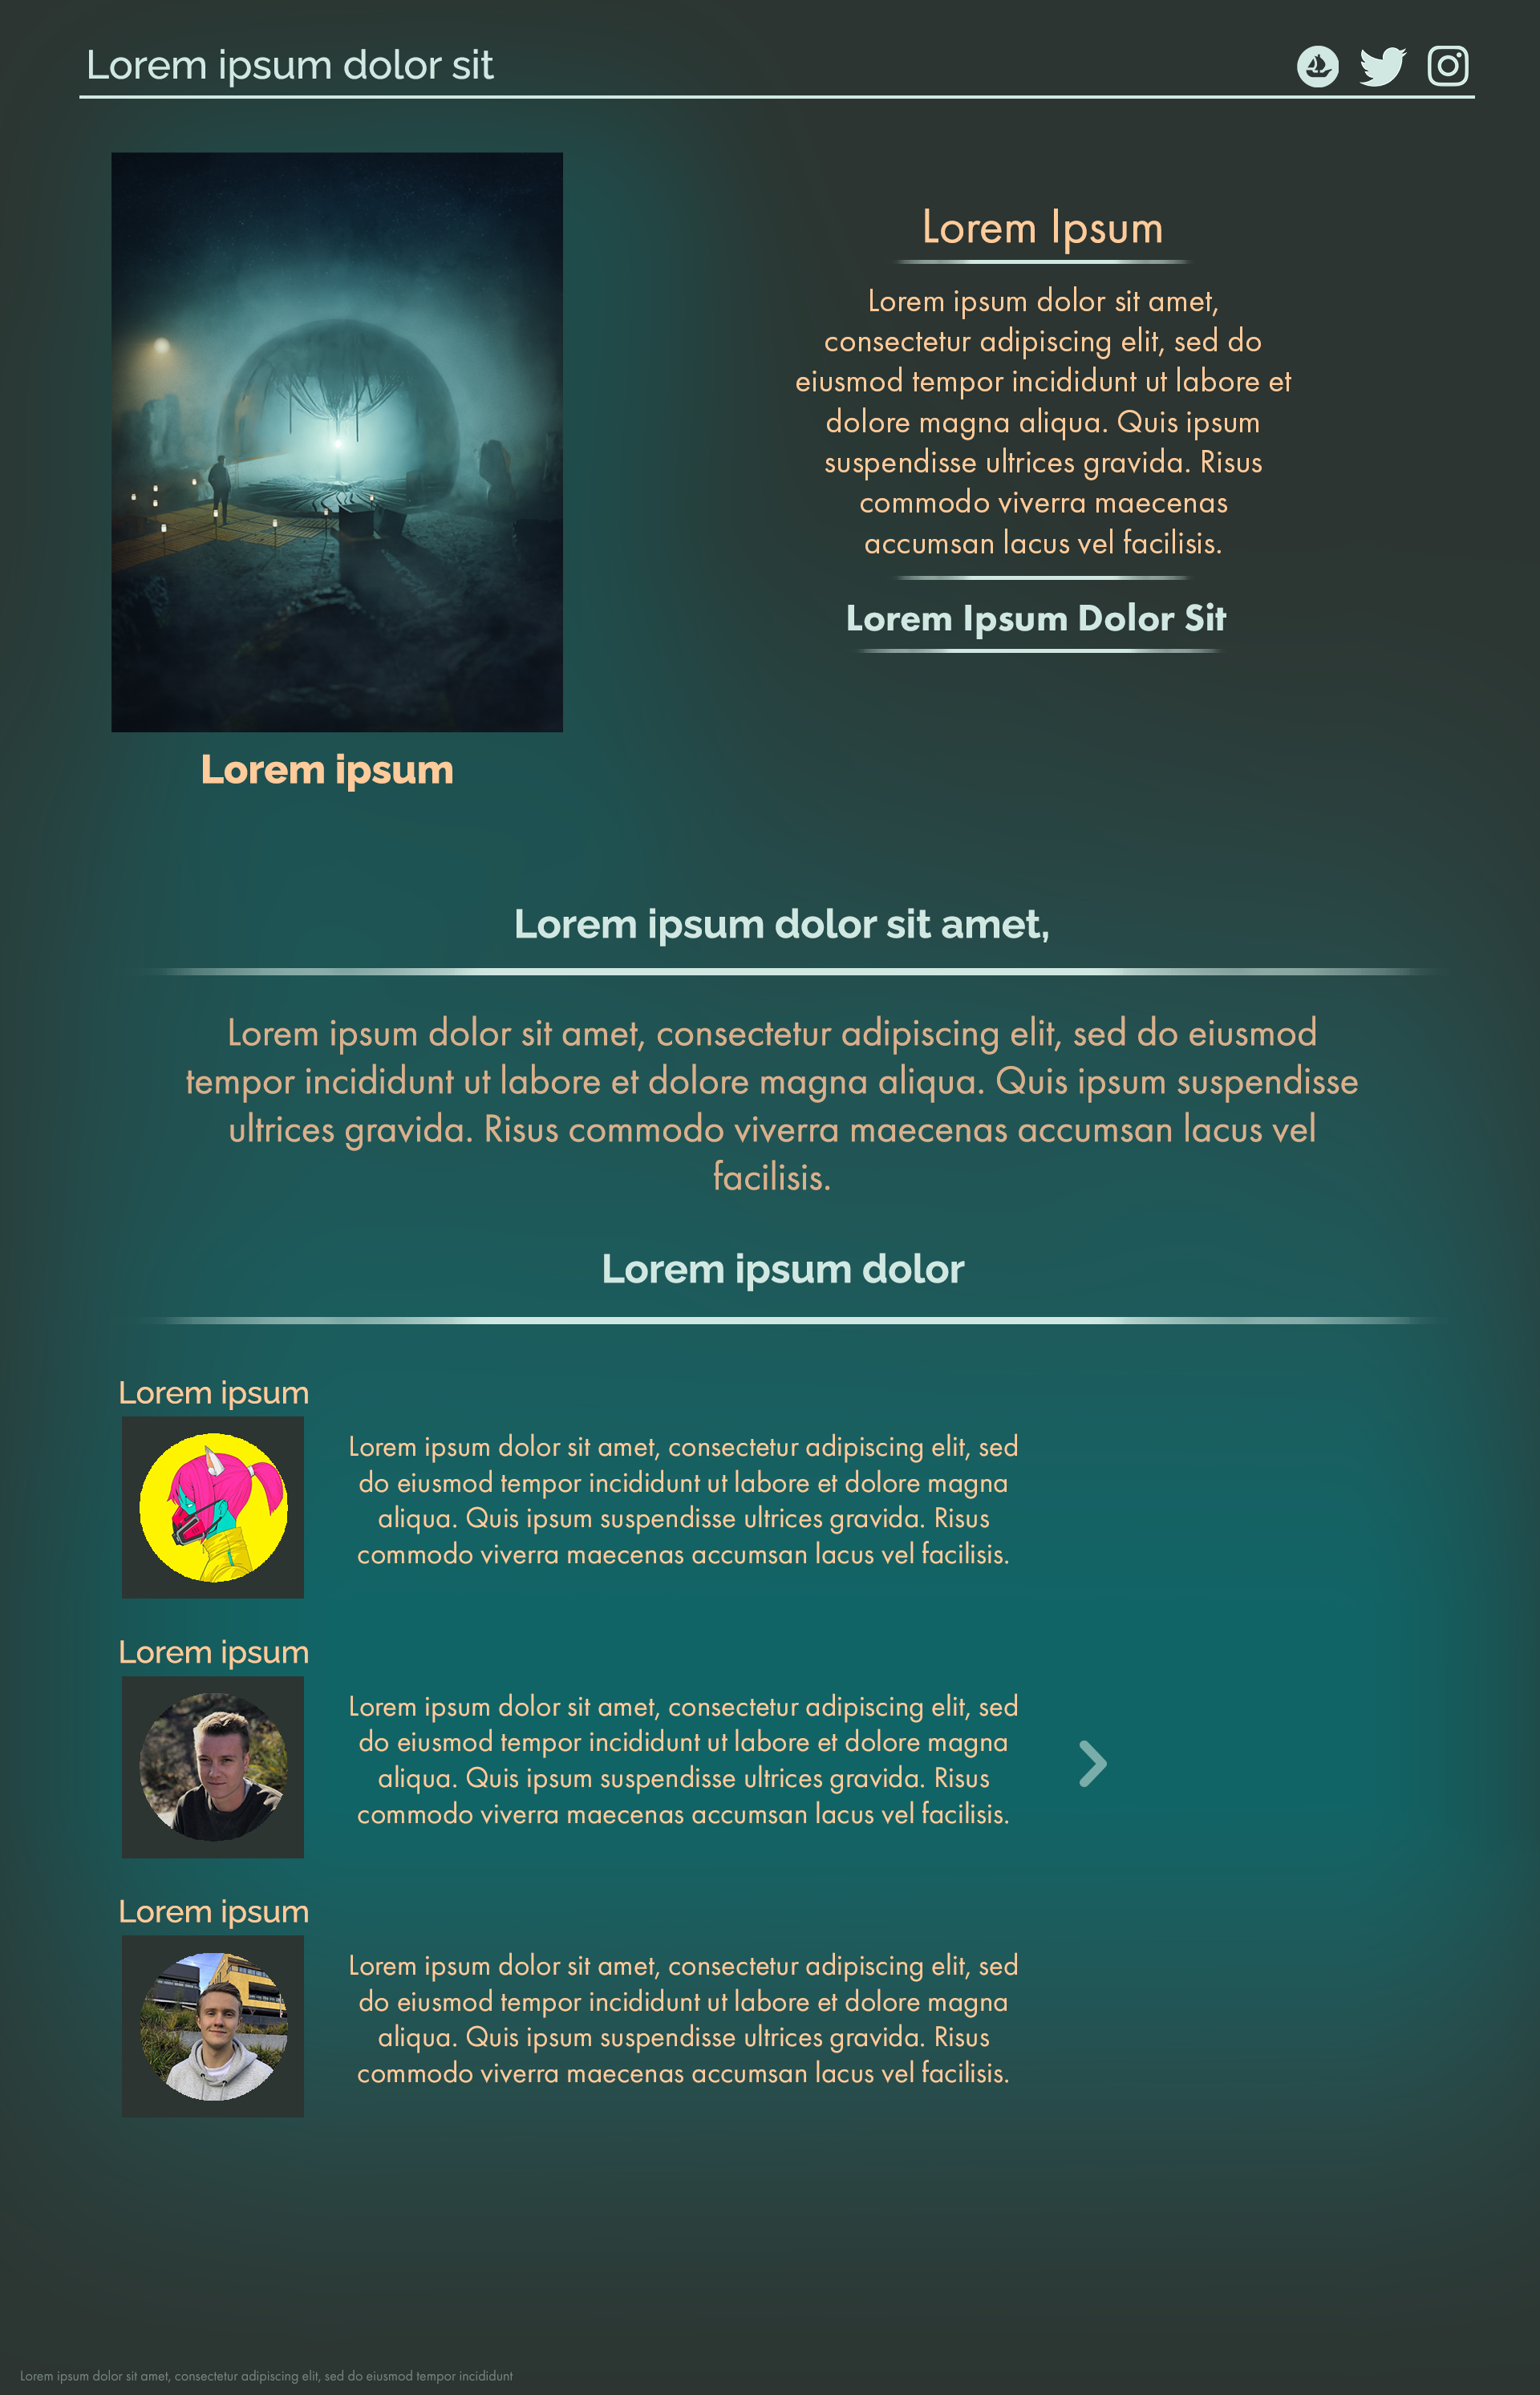 Lorem ipsum dolor sit
Lorem Ipsum
Lorem ipsum dolor sit amet,
consectetur adipiscing elit, sed do
eiusmod tempor incididunt ut labore et
dolore magna aliqua. Quis ipsum
suspendisse ultrices gravida. Risus
commodo viverra maecenas
accumsan lacus vel facilisis.
Lorem Ipsum Dolor Sit
Lorem ipsum
Lorem ipsum dolor sit amet,
Lorem ipsum dolor sit amet, consectetur adipiscing elit, sed do eiusmod
tempor incididunt ut labore et dolore magna aliqua. Quis ipsum suspendisse
ultrices gravida. Risus commodo viverra maecenas accumsan lacus vel
facilisis.
Lorem ipsum dolor
Lorem ipsum
Lorem ipsum dolor sit amet, consectetur adipiscing elit, sed
do eiusmod tempor incididunt ut labore et dolore magna
aliqua. Quis ipsum suspendisse ultrices gravida. Risus
commodo viverra maecenas accumsan lacus vel facilisis.
Lorem ipsum
Lorem ipsum dolor sit amet, consectetur adipiscing elit, sed
do eiusmod tempor incididunt ut labore et dolore magna
aliqua. Quis ipsum suspendisse ultrices gravida. Risus
commodo viverra maecenas accumsan lacus vel facilisis.
Lorem ipsum
Lorem ipsum dolor sit amet, consectetur adipiscing elit, sed
do eiusmod tempor incididunt ut labore et dolore magna
aliqua. Quis ipsum suspendisse ultrices gravida. Risus
commodo viverra maecenas accumsan lacus vel facilisis.
Lorem ipsum dolor sit amet, consectetur adipiscing elit, sed do eiusmod tempor incididunt